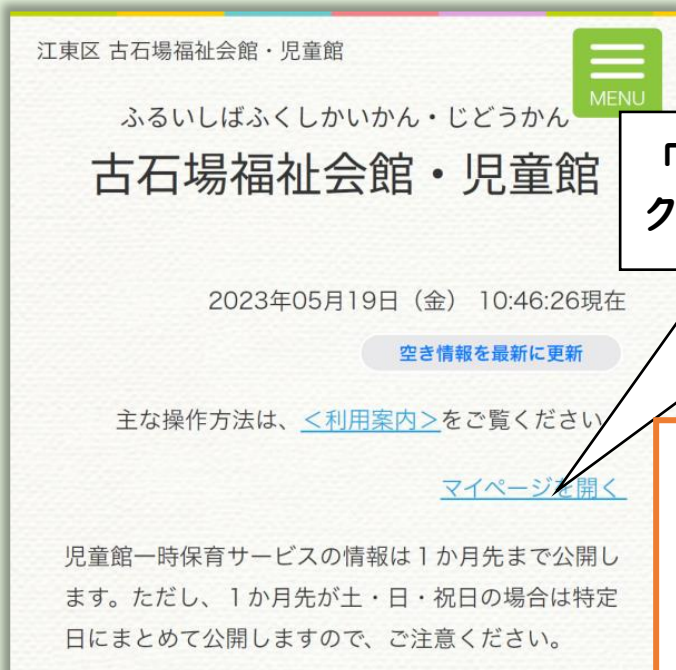 江東区 古石場福祉会館・児童館
MENU
ふるいしばふくしかいかん・じどうかん
古石場福祉会館・児童館
「
ク
2023年05月19日（金） 10:46:26現在
空き情報を最新に更新
主な操作方法は、＜利用案内＞をご覧ください
マイページを開く
児童館一時保育サービスの情報は１か月先まで公開し
ます。ただし、１か月先が土・日・祝日の場合は特定
日にまとめて公開しますので、ご注意ください。